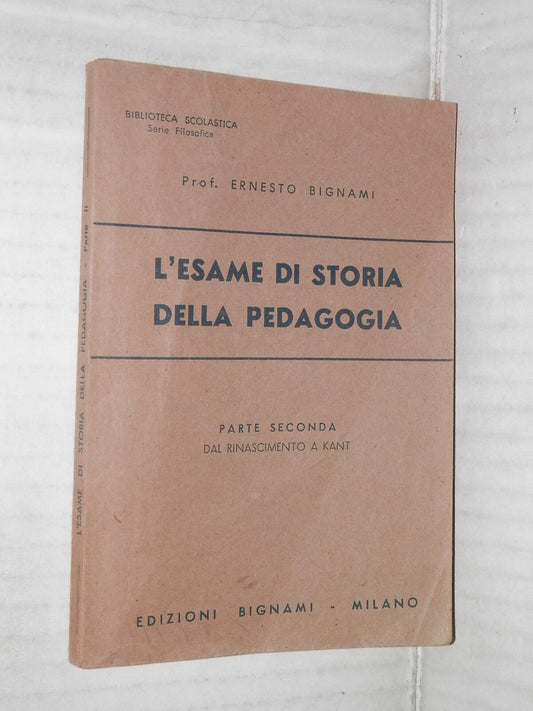 BIBLIOTECA SCOLASTICA
Serie Filosofica
Prof. ERNESTO BIGNAMI
L'ESAME DI STORIA
DELLA PEDAGOGIA
PARTE SECONDA
DAL RINASCIMENTO A KANT
EDIZIONI BIGNAMI - MILANO
L'ESAME DI STORIA DELLA PEDAGOGIA - Parte II